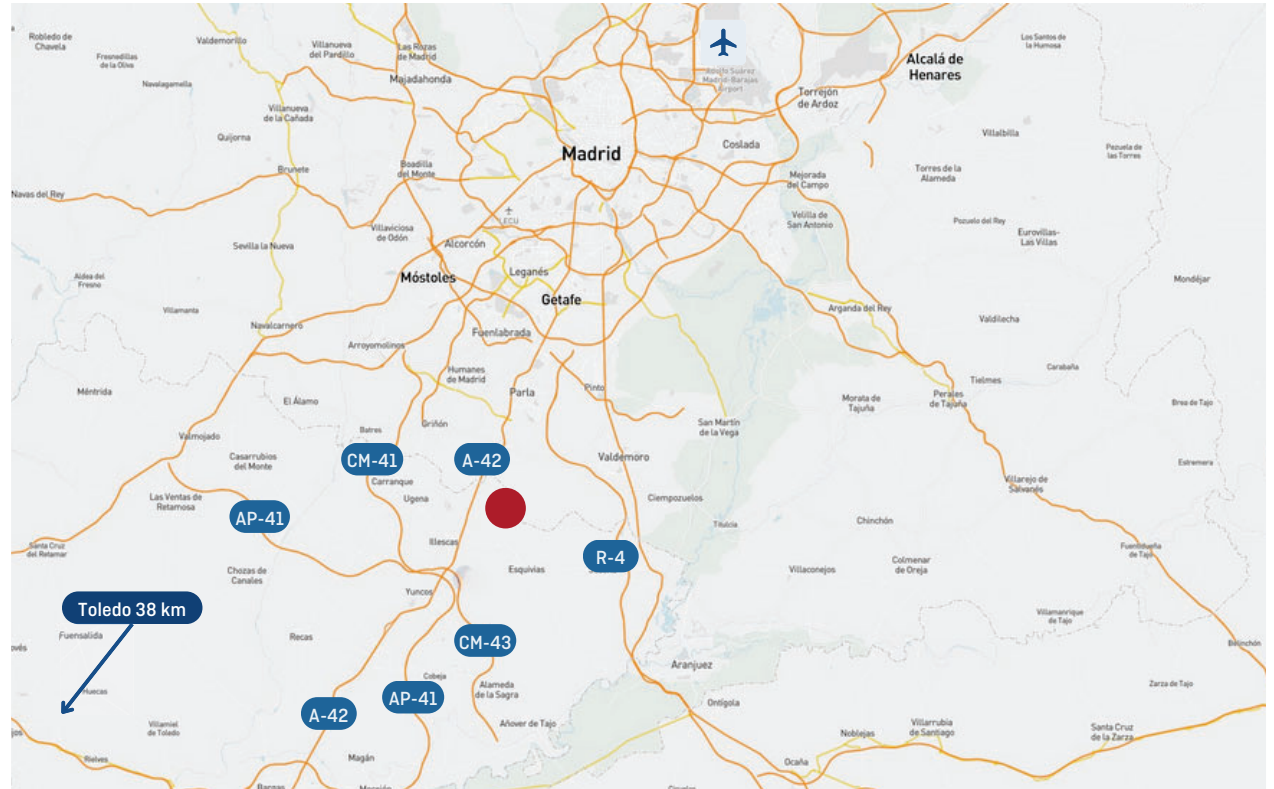 Robledo de
Chavela
Fresnedillas
de la Oliva
Navalagamella
Valdemorillo
Villanueva
del Pardillo
Las Rozas
de Madrid
Majadahonda
Adolfo Suárez
Madrid-Barajas
Airport
Alcalá de
Henares
Los Santos de
la Humosa
Torrejón
de Ardoz
Villanueva
de la Cañada
Quijorna
Brunete
Boadilla
del Monte
Madrid
Coslada
Villalbilla
Pezuela de
las Torres
Mejorada
del Campo
Torres de la
Alameda
Navas del Rey
Villaviciosa
de Odón
LECU
Velilla de
San Antonio
Pozuelo del Rey
Eurovillas-
Las Villas
Sevilla la Nueva
Alcorcón
Leganés
Móstoles
Getafe
Aldea del
Fresno
Mondéjar
Villamanta
Navalcarnero
Fuenlabrada
Arganda del Rey
Valdilecha
Arroyomolinos
Humanes
de Madrid
Parla
Pinto
Carabaña
Tielmes
Perales
de Tajuña
Morata de
Tajuña
Brea de Tajo
Méntrida
El Álamo
Batres
Griñón
San Martín
de la Vega
Valmojado
Casarrubios
del Monte
CM-41
A-42
Valdemoro
Estremera
Carranque
Ugena
Ciempozuelos
Villarejo de
Salvanés
Las Ventas de
Retamosa
AP-41
Titulcia
Chinchón
Santa Cruz
del Retamar
Illescas
R-4
Fuentidueña
de Tajo
Chozas de
Canales
Esquivias
Villaconejos
Colmenar
de Oreja
Yuncos
Toledo 38 km
Fuensalida
Recas
CM-43
Villamanrique
de Tajo
Belinchón
Huecas
Cobeja
AP-41
Alameda
de la Sagra
Aranjuez
Zarza de Tajo
A-42
Ontígola
Villamiel
de Toledo
Añover de Tajo
Noblejas
Villarrubia
de Santiago
Santa Cruz
de la Zarza
Rielves
Magán
Ocaña
Bargas